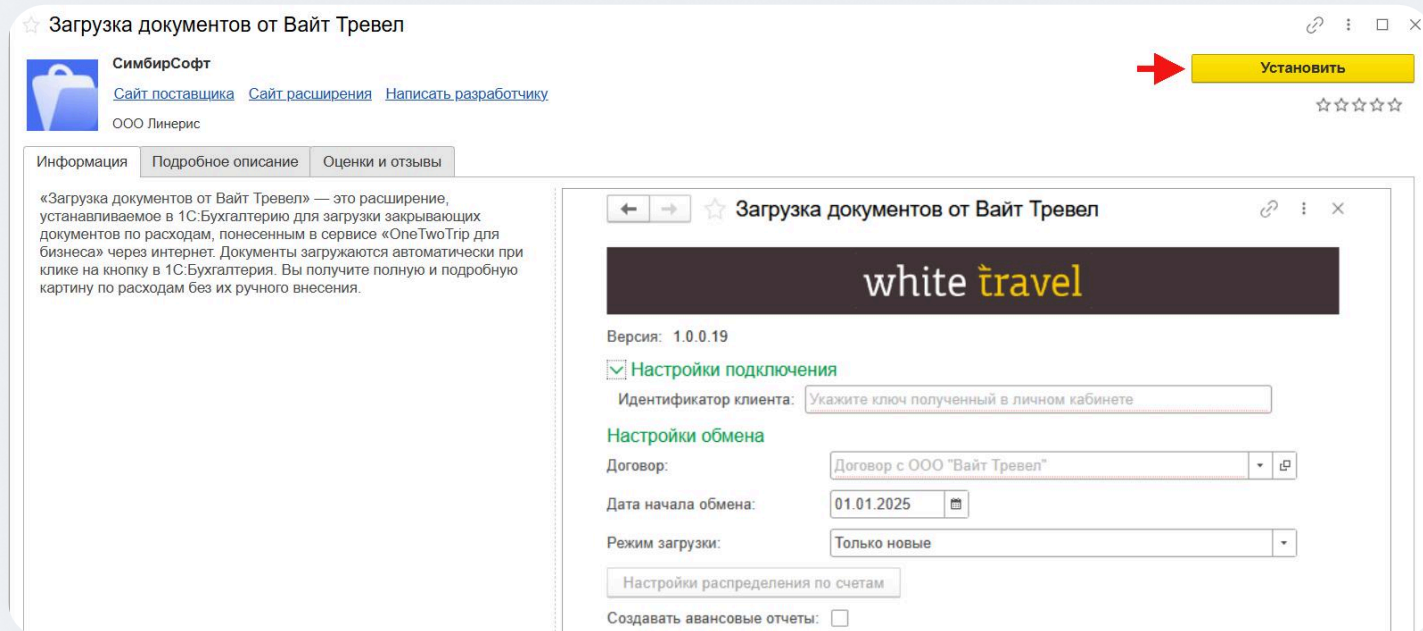 Загрузка документов от Вайт Тревел
СимбирСофт
Установить
Сайт поставщика Сайт расширения Написать разработчику
ООО Линерис
Информация Подробное описание Оценки и отзывы
«Загрузка документов от Вайт Тревел» — это расширение,
устанавливаемое в 1С:Бухгалтерию для загрузки закрывающих
документов по расходам, понесенным в сервисе «OneTwoTrip для
бизнеса» через интернет. Документы загружаются автоматически при
клике на кнопку в 1С:Бухгалтерия. Вы получите полную и подробную
картину по расходам без их ручного внесения.
Загрузка документов от Вайт Тревел
white travel
Версия: 1.0.0.19
Настройки подключения
Идентификатор клиента: Укажите ключ полученный в личном кабинете
Настройки обмена
Договор: Договор с ООО "Вайт Тревел"
Дата начала обмена: 01.01.2025
Режим загрузки: Только новые
Настройки распределения по счетам
Создавать авансовые отчеты: